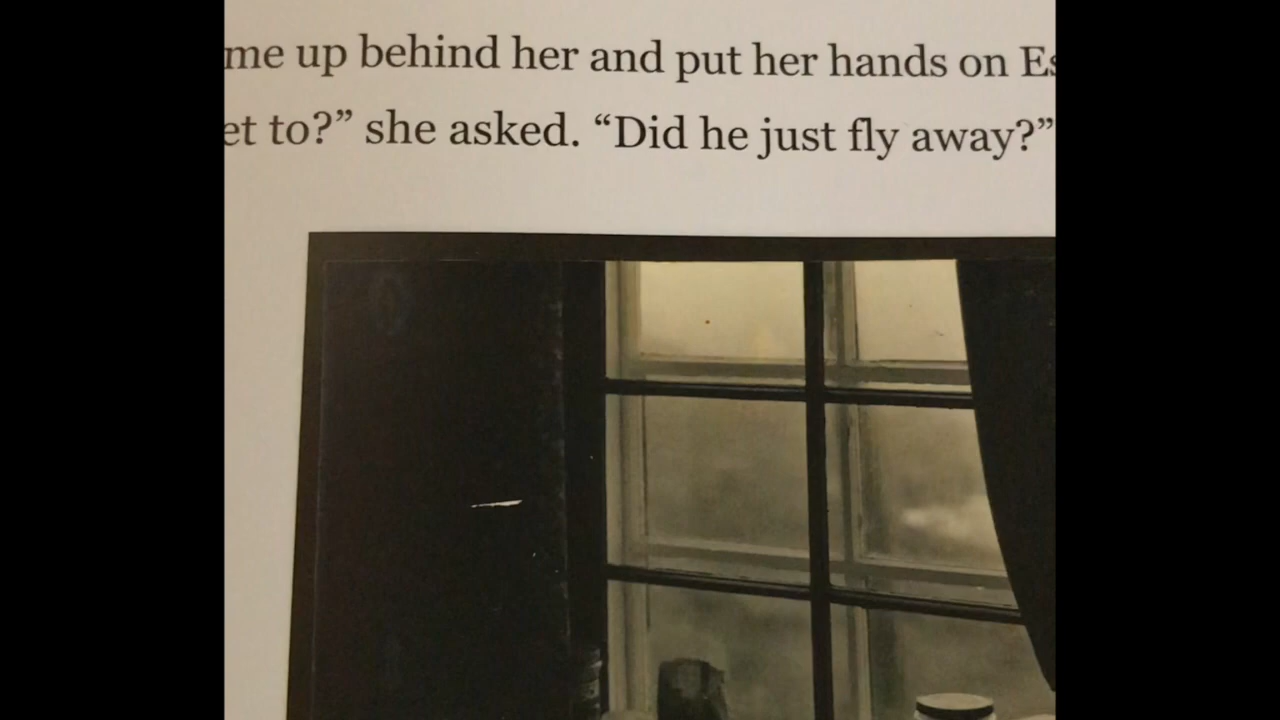 me up behind her and put her hands on Es
et to?” she asked. “Did he just fly away?”